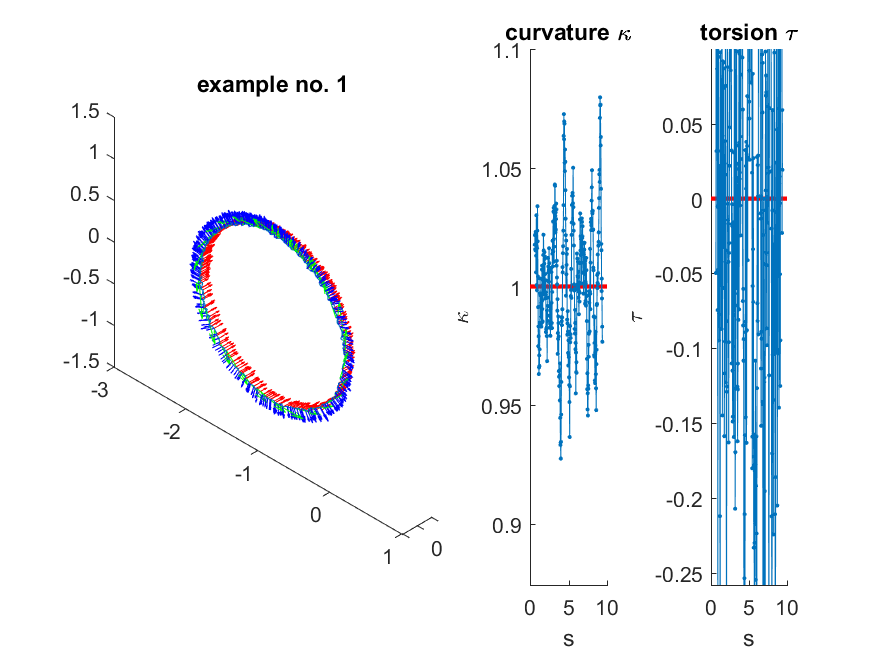 example no. 1
1.5
1
0.5
0
-0.5
-1
-1.5
-3
-2
-1
0
1
0
curvature κ
1.1
1.05
1
0.95
0.9
κ
0 5 10
s
torsion τ
0.05
0
-0.05
-0.1
-0.15
-0.2
-0.25
τ
0 5 10
s